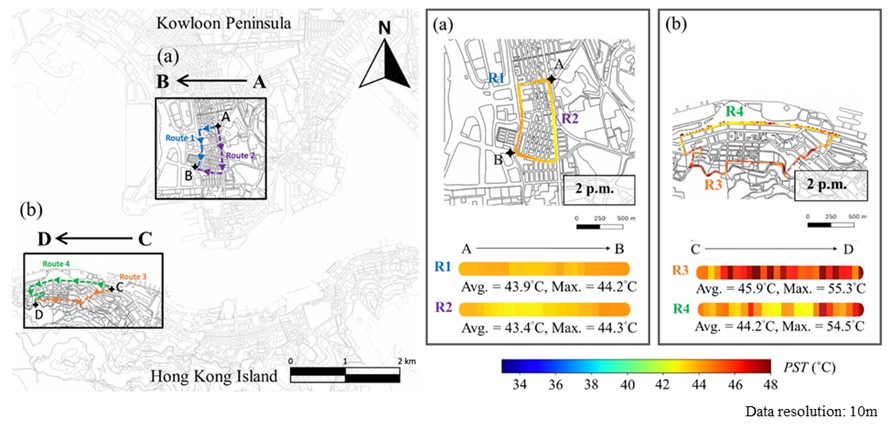 Kowloon Peninsula
N
(a)
B A
A
Route 1
Route 2
B
(b)
D C
Route 4
Route 3
C
D
0 1 2 km
Hong Kong Island
(a)
A
R1
R2
B
2 p.m.
0 250 500 m
A B
R1
Avg. = 43.9°C, Max. = 44.2°C
R2
Avg. = 43.4°C, Max. = 44.3°C
(b)
R4
R3
2 p.m.
0 250 500 m
C D
R3
Avg. = 45.9°C, Max. = 55.3°C
R4
Avg. = 44.2°C, Max. = 54.5°C
PST (°C)
34 36 38 40 42 44 46 48
Data resolution: 10m